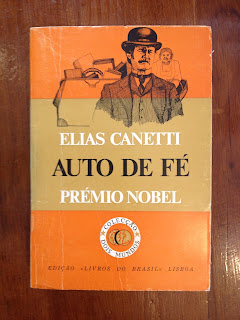 ELIAS CANETTI
AUTO DE FÉ
PRÉMIO NOBEL
COLECÇÃO
DOIS MUNDOS
EDIÇÃO «LIVROS DO BRASIL» LISBOA